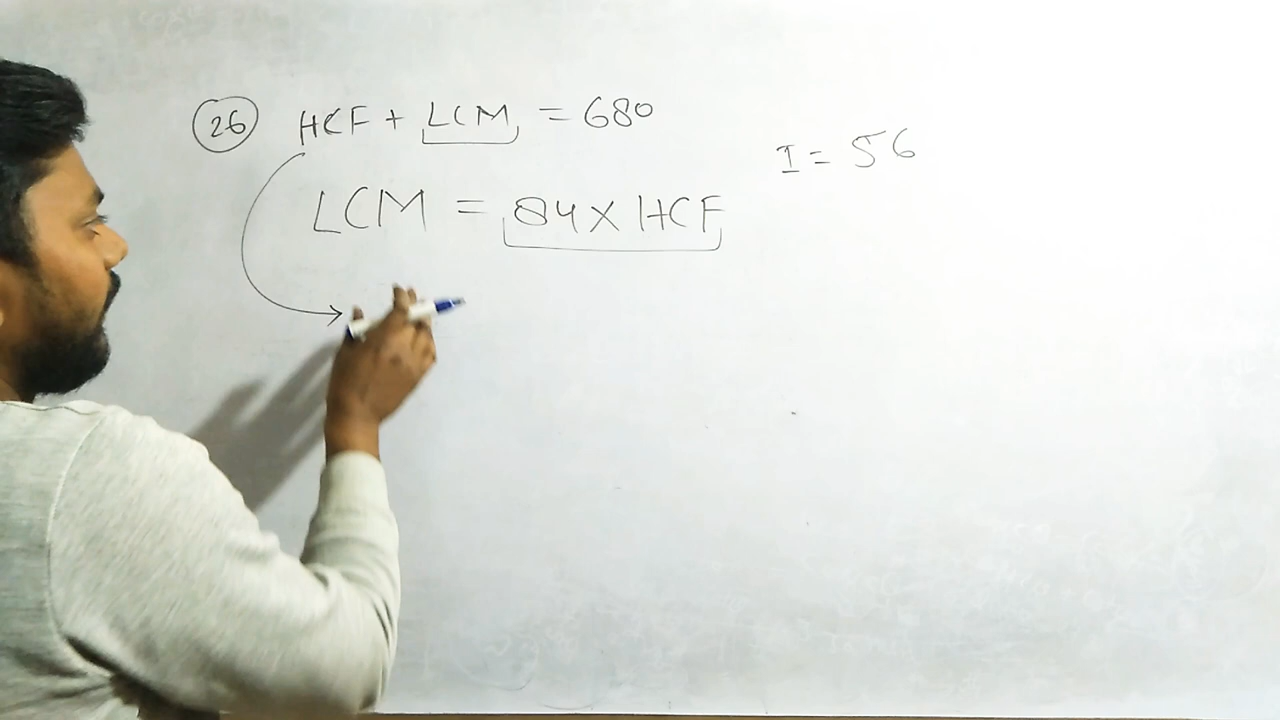 26 HCF + LCM = 680
I = 56
LCM = 84 X HCF